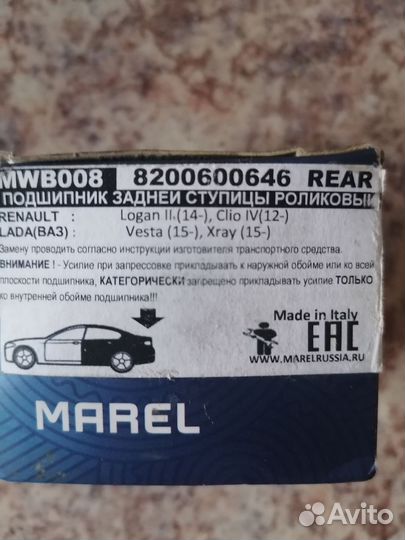 MWB008 8200600646 REAR
ПОДШИПНИК ЗАДНЕЙ СТУПИЦЫ РОЛИКОВЫЙ
RENAULT : Logan II.(14-), Clio IV(12-)
LADA(ВАЗ) : Vesta (15-), Xray (15-)
Замену проводить согласно инструкции изготовителя транспортного средства.
ВНИМАНИЕ ! - Усилие при запрессовке прикладывать к наружной обойме или ко всей
плоскости подшипника, КАТЕГОРИЧЕСКИ запрещено прикладывать усилие ТОЛЬКО
ко внутренней обойме подшипника!!!
Made in Italy
EAC
WWW.MARELRUSSIA.RU
MAREL
Avito